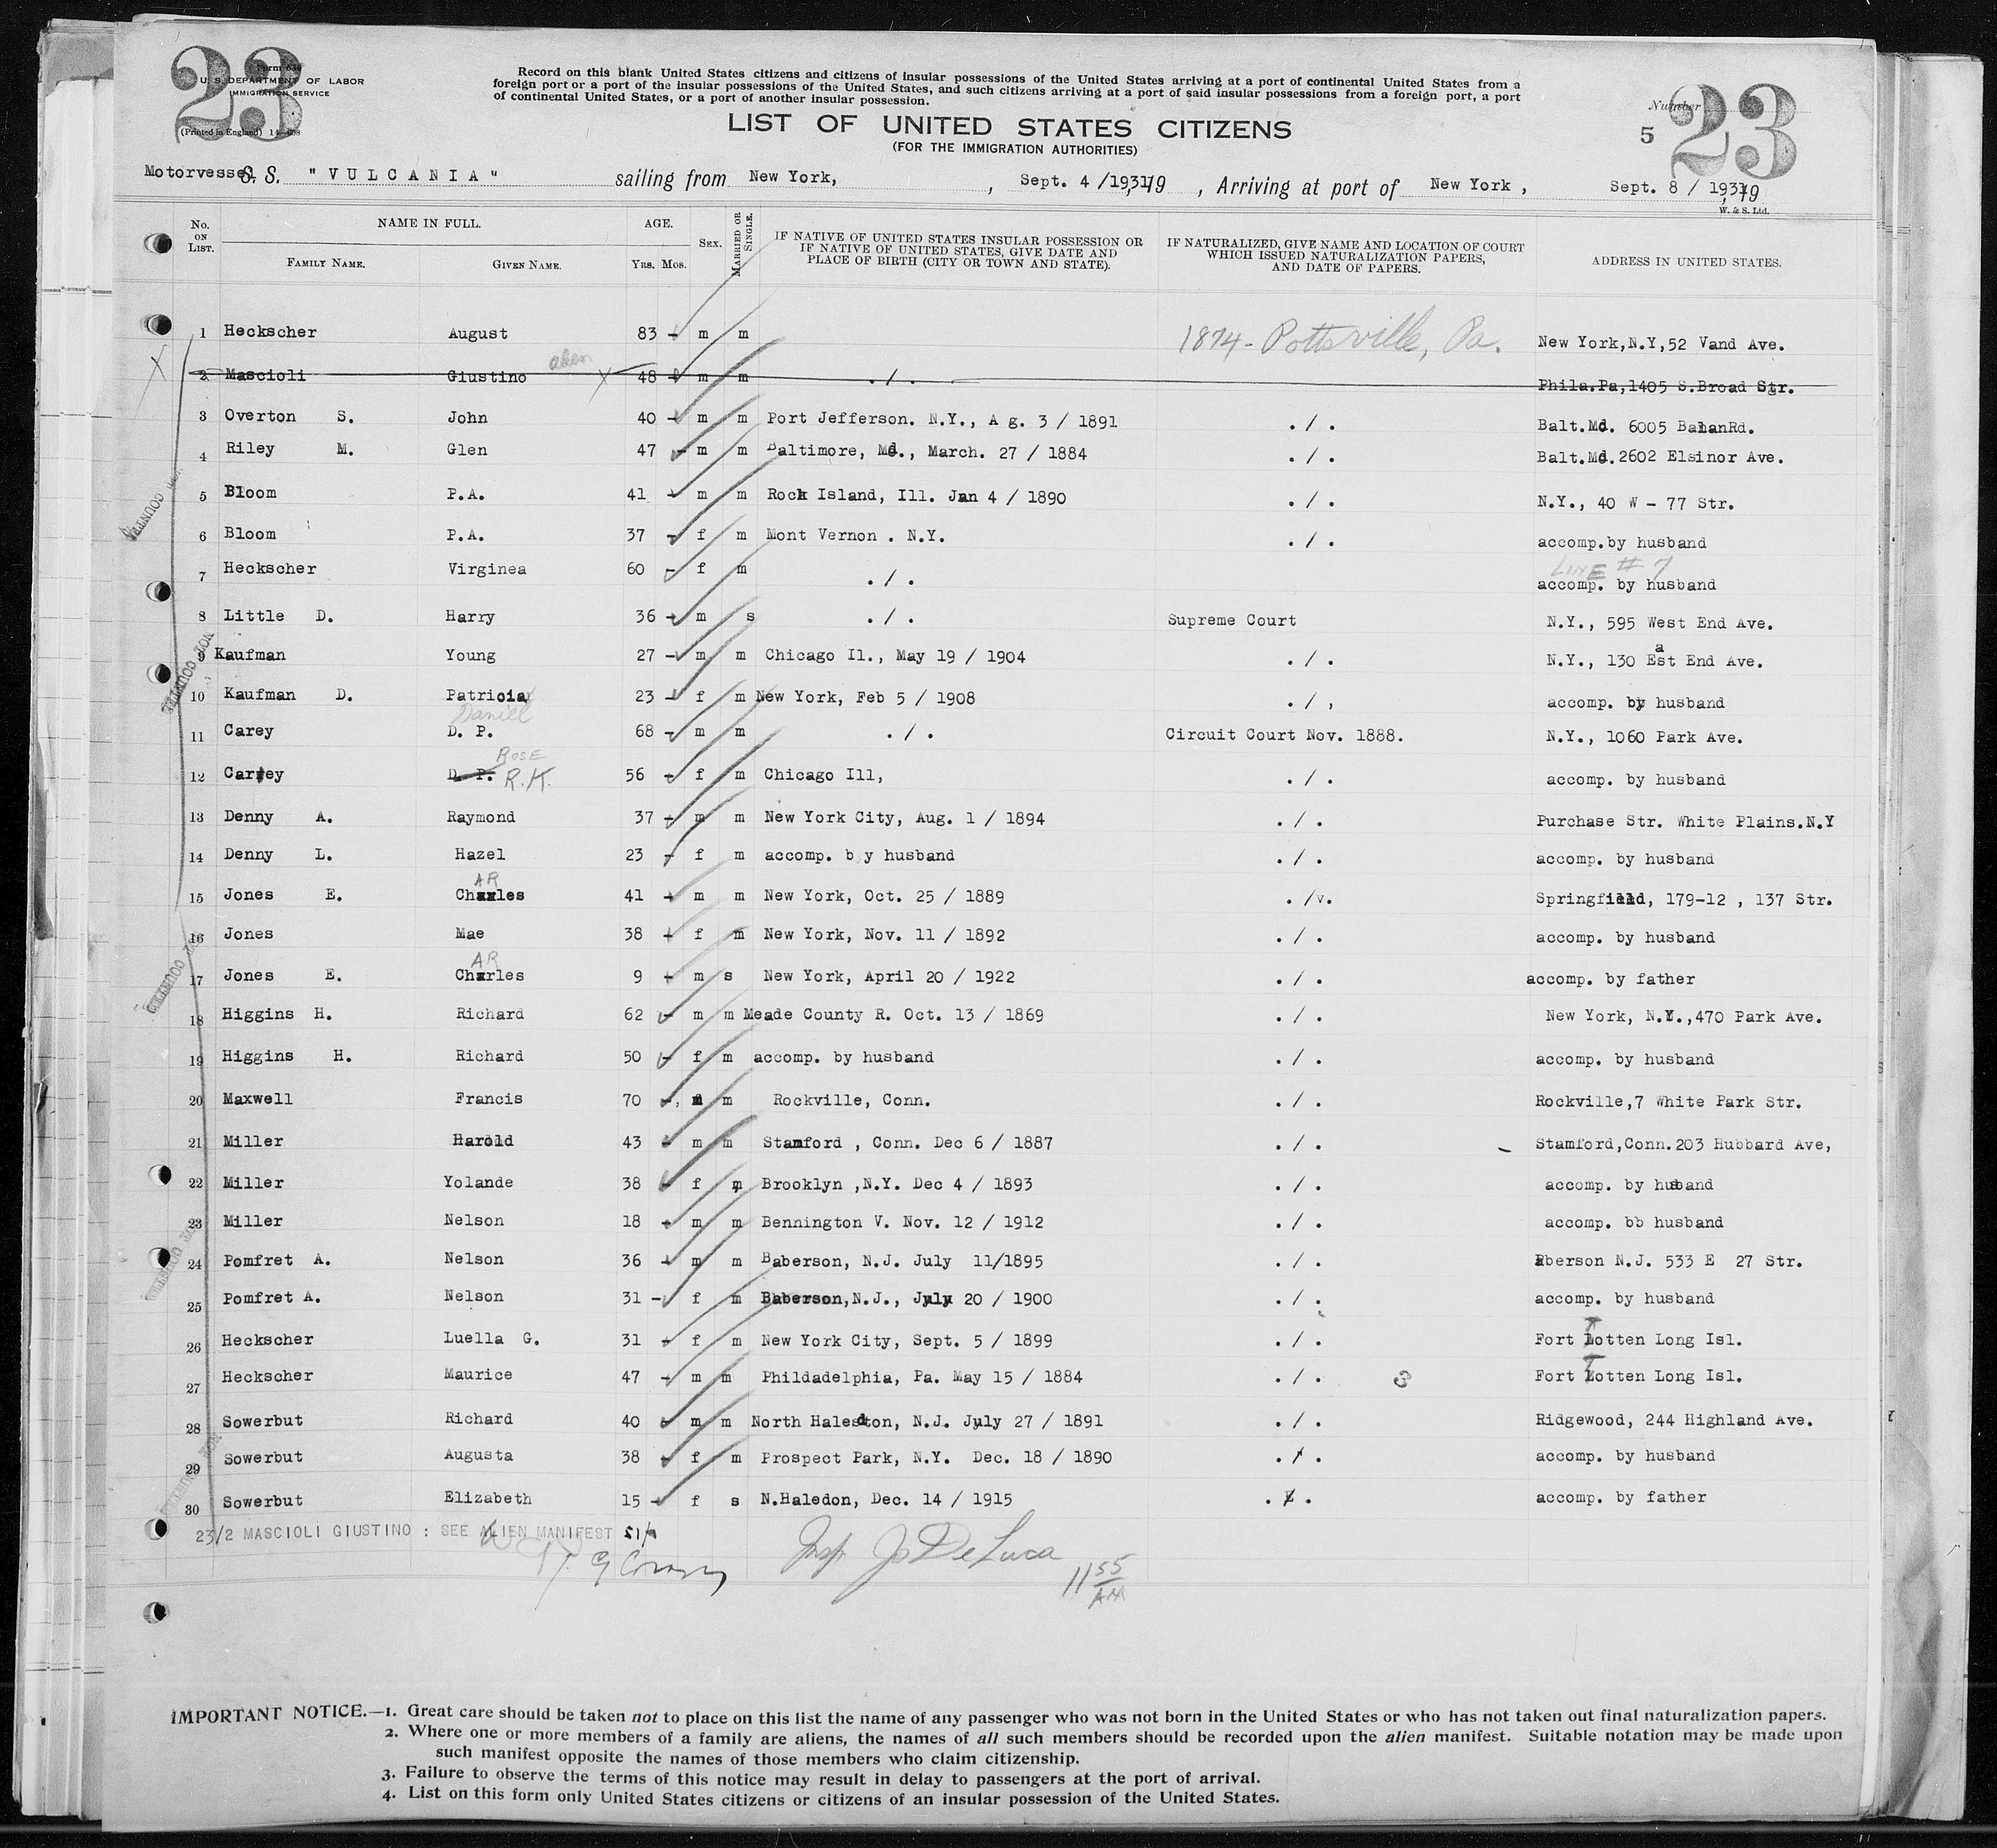 23
Form 630
U. S. DEPARTMENT OF LABOR
IMMIGRATION SERVICE
(Printed in England) 14—608
Record on this blank United States citizens and citizens of insular possessions of the United States arriving at a port of continental United States from a
foreign port or a port of the insular possessions of the United States, and such citizens arriving at a port of said insular possessions from a foreign port, a port
of continental United States, or a port of another insular possession.
Number
5 23
LIST OF UNITED STATES CITIZENS
(FOR THE IMMIGRATION AUTHORITIES)
Motorvessel S. S. "VULCANIA" sailing from New York, , Sept. 4 /1931 , Arriving at port of New York , Sept. 8 / 1931
W. & S. Ltd.
No. ON LIST. NAME IN FULL. FAMILY NAME. GIVEN NAME. AGE. Yrs. Mos. SEX. MARRIED OR SINGLE. IF NATIVE OF UNITED STATES INSULAR POSSESSION OR IF NATIVE OF UNITED STATES, GIVE DATE AND PLACE OF BIRTH (CITY OR TOWN AND STATE). IF NATURALIZED, GIVE NAME AND LOCATION OF COURT WHICH ISSUED NATURALIZATION PAPERS, AND DATE OF PAPERS. ADDRESS IN UNITED STATES.
1 Heckscher August 83 - m m 1874 - Pottsville, Pa. New York,N.Y,52 Vand Ave.
alien
2 Mascioli Giustino X 48 - m m ./. Phila.Pa,1405 S.Broad Str.
3 Overton S. John 40 - m m Port Jefferson. N.Y., A g. 3 / 1891 ./. Balt.Md. 6005 BalanRd.
4 Riley M. Glen 47 - m m Baltimore, Md., March. 27 / 1884 ./. Balt.Md.2602 Elsinor Ave.
5 Bloom P.A. 41 - m m Rock Island, Ill. Jan 4 / 1890 ./. N.Y., 40 W - 77 Str.
6 Bloom P.A. 37 - f m Mont Vernon . N.Y. ./. accomp.by husband
LINE # 7
7 Heckscher Virginea 60 - f m ./. accomp. by husband
8 Little D. Harry 36 - m s ./. Supreme Court N.Y., 595 West End Ave.
9 Kaufman Young 27 - m m Chicago Il., May 19 / 1904 ./. N.Y., 130 East End Ave.
10 Kaufman D. Patricia 23 - f m New York, Feb 5 / 1908 ./, accomp. by husband
Daniel
11 Carey D. P. 68 - m m ./. Circuit Court Nov. 1888. N.Y., 1060 Park Ave.
ROSE
12 Carey D. P. R.K. 56 - f m Chicago Ill, ./. accomp. by husband
13 Denny A. Raymond 37 - m m New York City, Aug. 1 / 1894 ./. Purchase Str. White Plains.N.Y
14 Denny L. Hazel 23 - f m accomp. b y husband ./. accomp. by husband
AR
15 Jones E. Charles 41 - m m New York, Oct. 25 / 1889 ./v. Springfield, 179-12 , 137 Str.
16 Jones Mae 38 - f m New York, Nov. 11 / 1892 ./. accomp. by husband
AR
17 Jones E. Charles 9 - m s New York, April 20 / 1922 ./. accomp. by father
18 Higgins H. Richard 62 - m m Meade County R. Oct. 13 / 1869 ./. New York, N.Y.,470 Park Ave.
19 Higgins H. Richard 50 - f m accomp. by husband ./. accomp. by husband
20 Maxwell Francis 70 -, m m Rockville, Conn. ./. Rockville,7 White Park Str.
21 Miller Harold 43 - m m Stamford , Conn. Dec 6 / 1887 ./. Stamford,Conn.203 Hubbard Ave,
22 Miller Yolande 38 - f m Brooklyn ,N.Y. Dec 4 / 1893 ./. accomp. by husband
23 Miller Nelson 18 - m m Bennington V. Nov. 12 / 1912 ./. accomp. bb husband
24 Pomfret A. Nelson 36 - m m Baberson, N.J. July 11/1895 ./. Rberson N.J. 533 E 27 Str.
25 Pomfret A. Nelson 31 - f m Baberson,N.J., July 20 / 1900 ./. accomp. by husband
26 Heckscher Luella G. 31 - f m New York City, Sept. 5 / 1899 ./. Fort Totten Long Isl.
27 Heckscher Maurice 47 - m m Phildadelphia, Pa. May 15 / 1884 ./. Fort Totten Long Isl.
28 Sowerbut Richard 40 - m m North Haledon, N.J. July 27 / 1891 ./. Ridgewood, 244 Highland Ave.
29 Sowerbut Augusta 38 - f m Prospect Park, N.Y. Dec. 18 / 1890 ./. accomp. by husband
30 Sowerbut Elizabeth 15 - f s N.Haledon, Dec. 14 / 1915 ./. accomp. by father
23/2 MASCIOLI GIUSTINO : SEE ALIEN MANIFEST
Insp Jo DeLuca
11 55 AM
NOT COUNTED
NOT COUNTED
NOT COUNTED
NOT COUNTED
NOT COUNTED
IMPORTANT NOTICE.—1. Great care should be taken not to place on this list the name of any passenger who was not born in the United States or who has not taken out final naturalization papers.
2. Where one or more members of a family are aliens, the names of all such members should be recorded upon the alien manifest. Suitable notation may be made upon
such manifest opposite the names of those members who claim citizenship.
3. Failure to observe the terms of this notice may result in delay to passengers at the port of arrival.
4. List on this form only United States citizens or citizens of an insular possession of the United States.